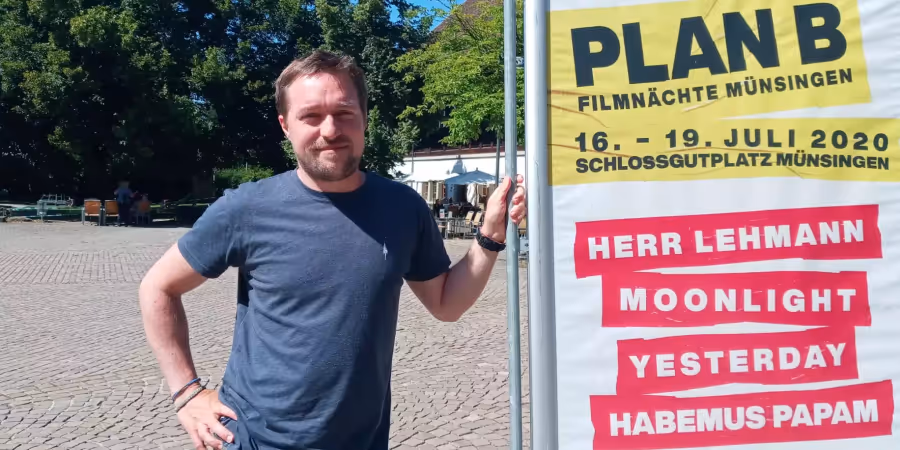 PLAN B
FILMNÄCHTE MÜNSINGEN
16. – 19. JULI 2020
SCHLOSSGUTPLATZ MÜNSINGEN
HERR LEHMANN
MOONLIGHT
YESTERDAY
HABEMUS PAPAM